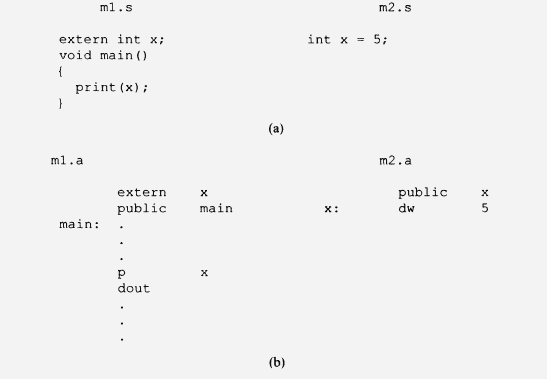 m1.s m2.s
extern int x; int x = 5;
void main()
{
print(x);
}
(a)
m1.a m2.a
extern x public x
public main x: dw 5
main: .
.
.
p x
dout
.
.
.
(b)